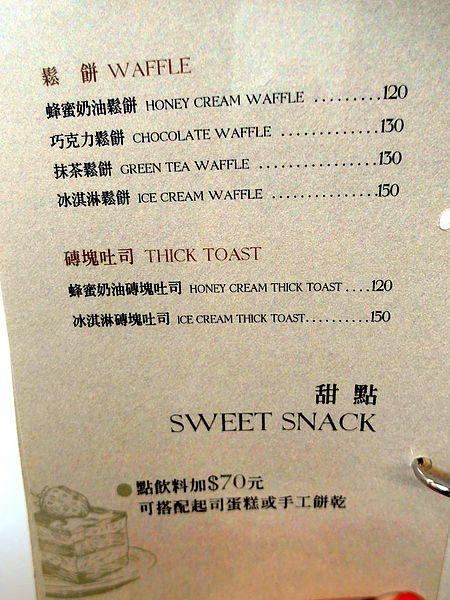 鬆 餅 WAFFLE
蜂蜜奶油鬆餅 HONEY CREAM WAFFLE .........120
巧克力鬆餅 CHOCOLATE WAFFLE .............130
抹茶鬆餅 GREEN TEA WAFFLE ................130
冰淇淋鬆餅 ICE CREAM WAFFLE ..............150
磚塊吐司 THICK TOAST
蜂蜜奶油磚塊吐司 HONEY CREAM THICK TOAST ....120
冰淇淋磚塊吐司 ICE CREAM THICK TOAST..........150
甜 點
SWEET SNACK
點飲料加$70元
可搭配起司蛋糕或手工餅乾